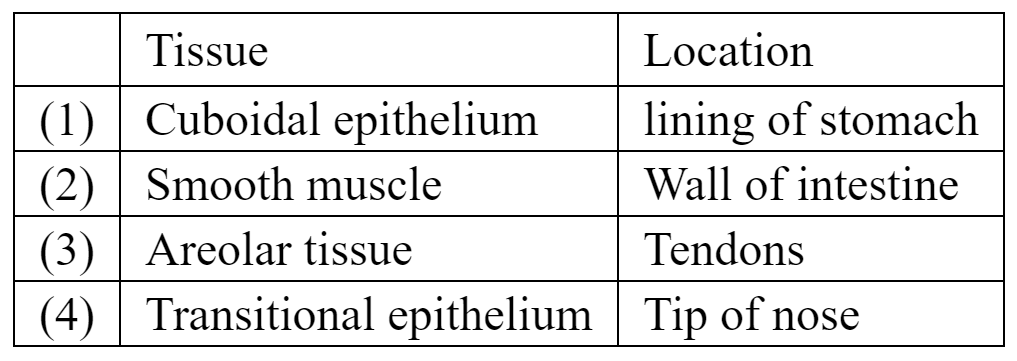 Tissue Location
(1) Cuboidal epithelium lining of stomach
(2) Smooth muscle Wall of intestine
(3) Areolar tissue Tendons
(4) Transitional epithelium Tip of nose